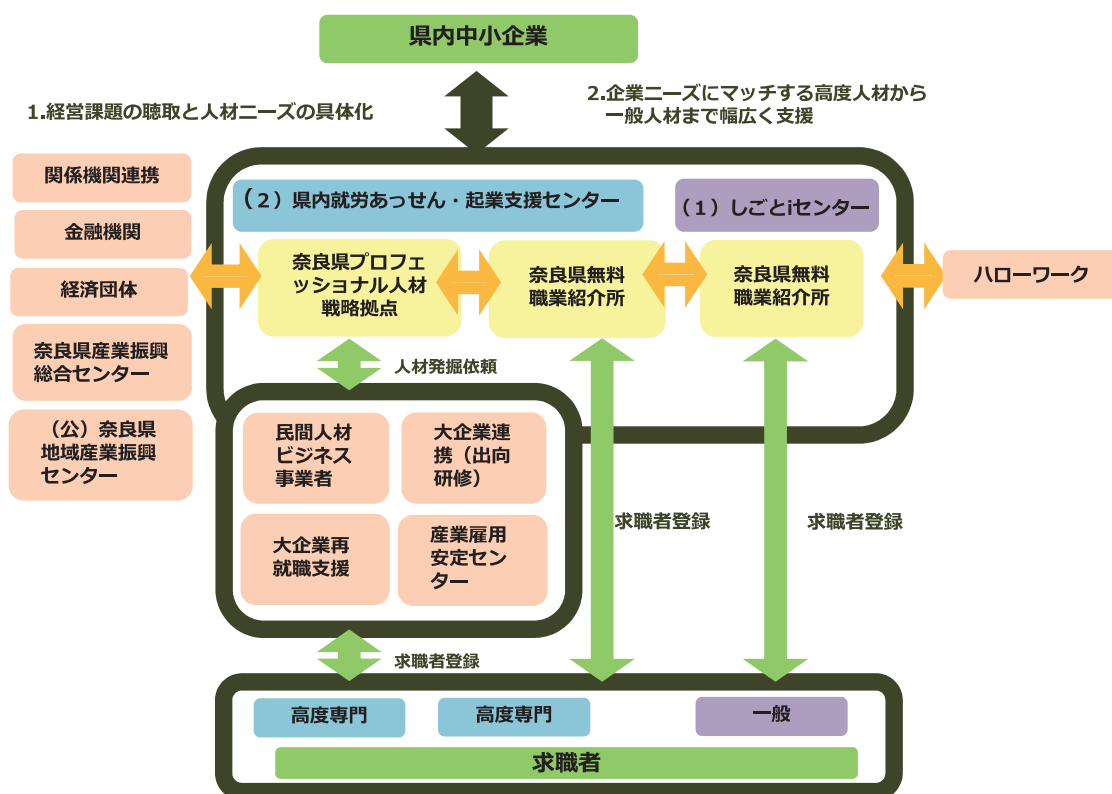 県内中小企業
1.経営課題の聴取と人材ニーズの具体化
2.企業ニーズにマッチする高度人材から
一般人材まで幅広く支援
関係機関連携
金融機関
経済団体
奈良県産業振興
総合センター
（公）奈良県
地域産業振興
センター
（２）県内就労あっせん・起業支援センター
（１）しごとiセンター
奈良県プロフェ
ッショナル人材
戦略拠点
奈良県無料
職業紹介所
奈良県無料
職業紹介所
ハローワーク
人材発掘依頼
民間人材
ビジネス
事業者
大企業連
携（出向
研修）
大企業再
就職支援
産業雇用
安定セン
ター
求職者登録
求職者登録
求職者登録
高度専門
高度専門
一般
求職者